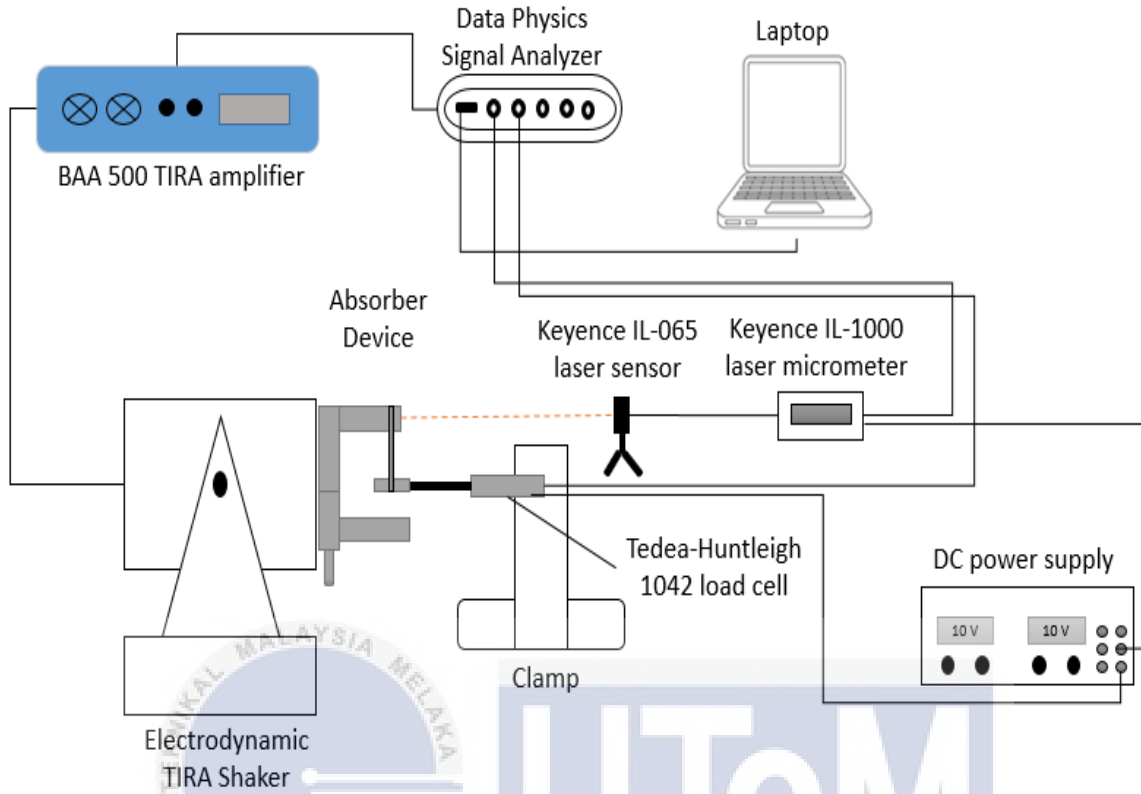 Data Physics
Signal Analyzer
Laptop
BAA 500 TIRA amplifier
Absorber
Device
Keyence IL-065
laser sensor
Keyence IL-1000
laser micrometer
Tedea-Huntleigh
1042 load cell
DC power supply
10 V
10 V
Clamp
Electrodynamic
TIRA Shaker
MALAYSIA MELAKA
UTeM